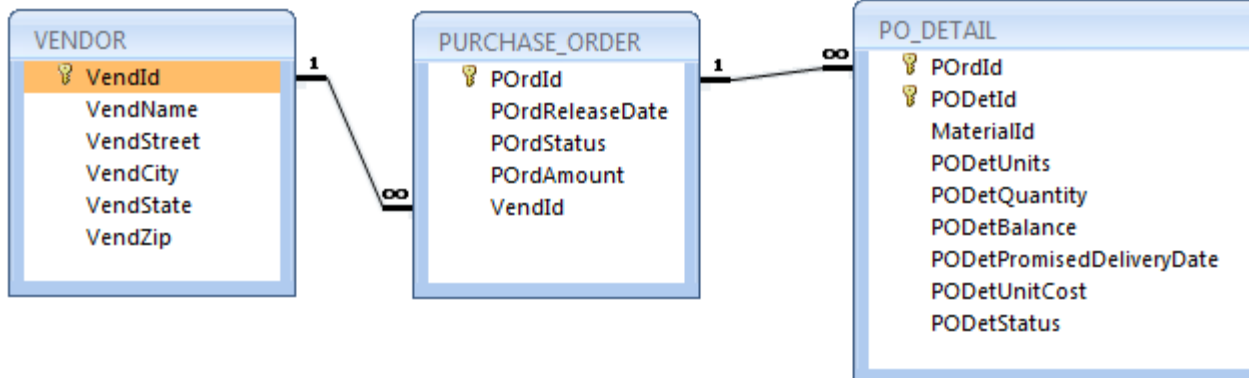 VENDOR
VendId
VendName
VendStreet
VendCity
VendState
VendZip
1
∞
PURCHASE_ORDER
POrdId
POrdReleaseDate
POrdStatus
POrdAmount
VendId
1
∞
PO_DETAIL
POrdId
PODetId
MaterialId
PODetUnits
PODetQuantity
PODetBalance
PODetPromisedDeliveryDate
PODetUnitCost
PODetStatus